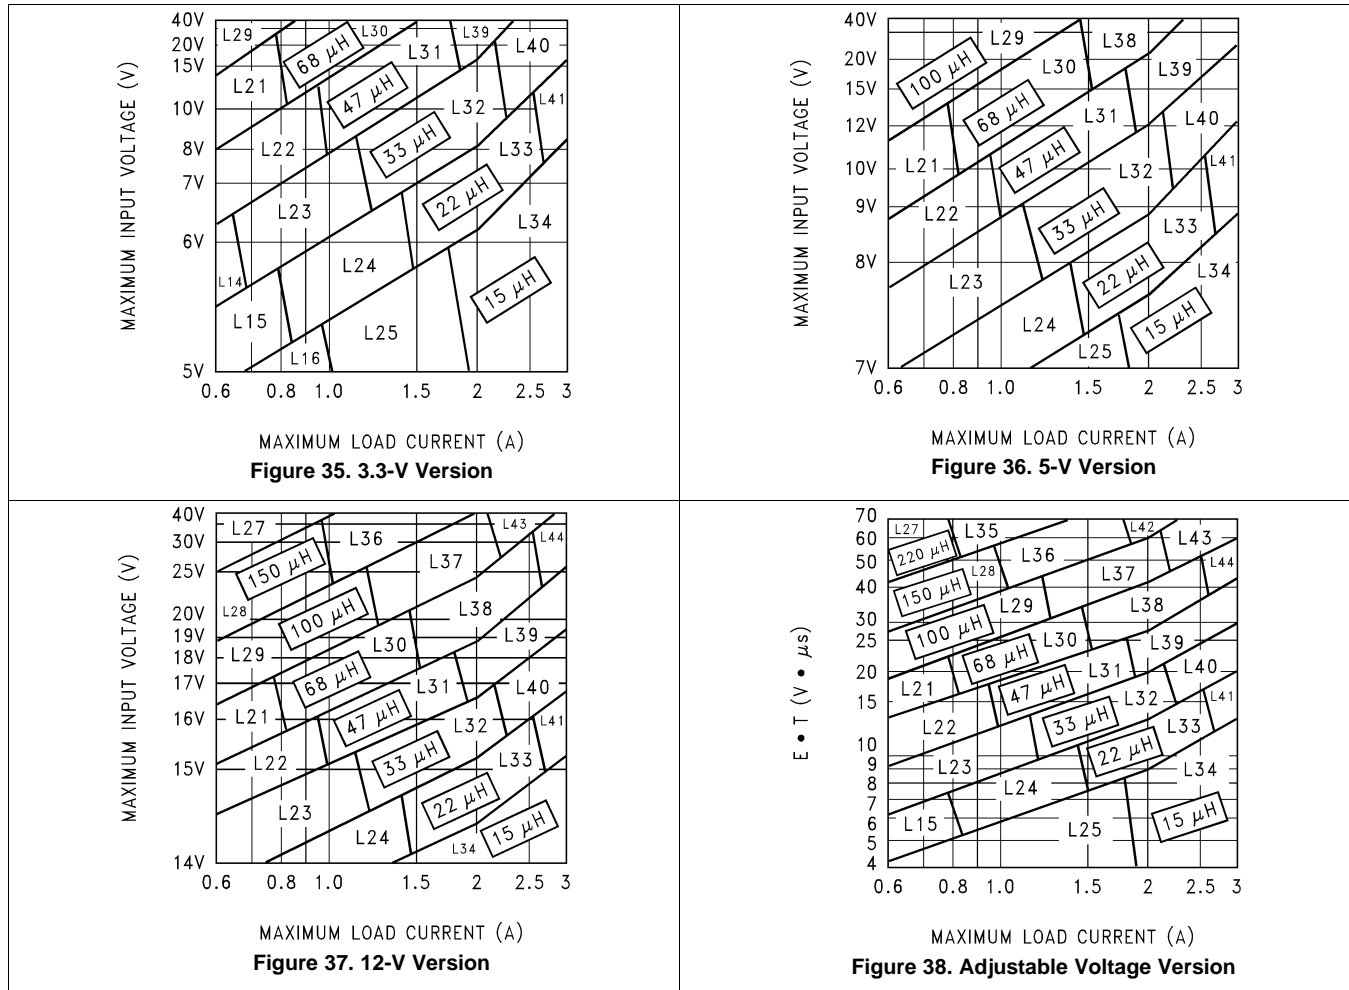 MAXIMUM INPUT VOLTAGE (V)
40V
20V
15V
10V
8V
7V
6V
5V
L29
L30
L39
L40
68 μH
L31
L21
47 μH
L41
L32
L22
33 μH
L33
22 μH
L23
L34
L24
L14
15 μH
L15
L25
L16
0.6 0.8 1.0 1.5 2 2.5 3
MAXIMUM LOAD CURRENT (A)
Figure 35. 3.3-V Version
MAXIMUM INPUT VOLTAGE (V)
40V
20V
15V
12V
10V
9V
8V
7V
L29
L38
100 μH
L30
L39
68 μH
L31
L40
L21
47 μH
L41
L32
L22
33 μH
L33
22 μH
L34
L23
15 μH
L24
L25
0.6 0.8 1.0 1.5 2 2.5 3
MAXIMUM LOAD CURRENT (A)
Figure 36. 5-V Version
MAXIMUM INPUT VOLTAGE (V)
40V
30V
25V
20V
19V
18V
17V
16V
15V
14V
L27
L43
L36
L44
150 μH
L37
L28
100 μH
L38
L30
L39
L29
68 μH
L31
L40
L21
47 μH
L32
L41
L22
33 μH
L33
22 μH
L23
15 μH
L24
L34
0.6 0.8 1.0 1.5 2 2.5 3
MAXIMUM LOAD CURRENT (A)
Figure 37. 12-V Version
E • T (V • μs)
70
60
50
40
30
25
20
15
10
9
8
7
6
5
4
L27
L35
L42
L43
220 μH
L36
L44
L28
L37
150 μH
L29
L38
100 μH
L30
L39
68 μH
L31
L40
L21
47 μH
L32
L41
L22
33 μH
L33
22 μH
L23
L34
L24
15 μH
L15
L25
0.6 0.8 1.0 1.5 2 2.5 3
MAXIMUM LOAD CURRENT (A)
Figure 38. Adjustable Voltage Version